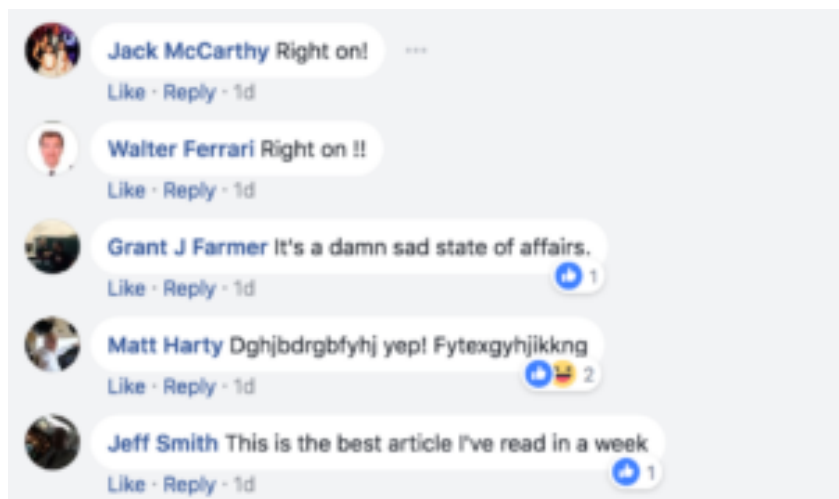 Jack McCarthy Right on!
Like · Reply · 1d
Walter Ferrari Right on !!
Like · Reply · 1d
Grant J Farmer It's a damn sad state of affairs.
1
Like · Reply · 1d
Matt Harty Dghjbdrgbfyhj yep! Fytexgyhjikkng
2
Like · Reply · 1d
Jeff Smith This is the best article I've read in a week
1
Like · Reply · 1d